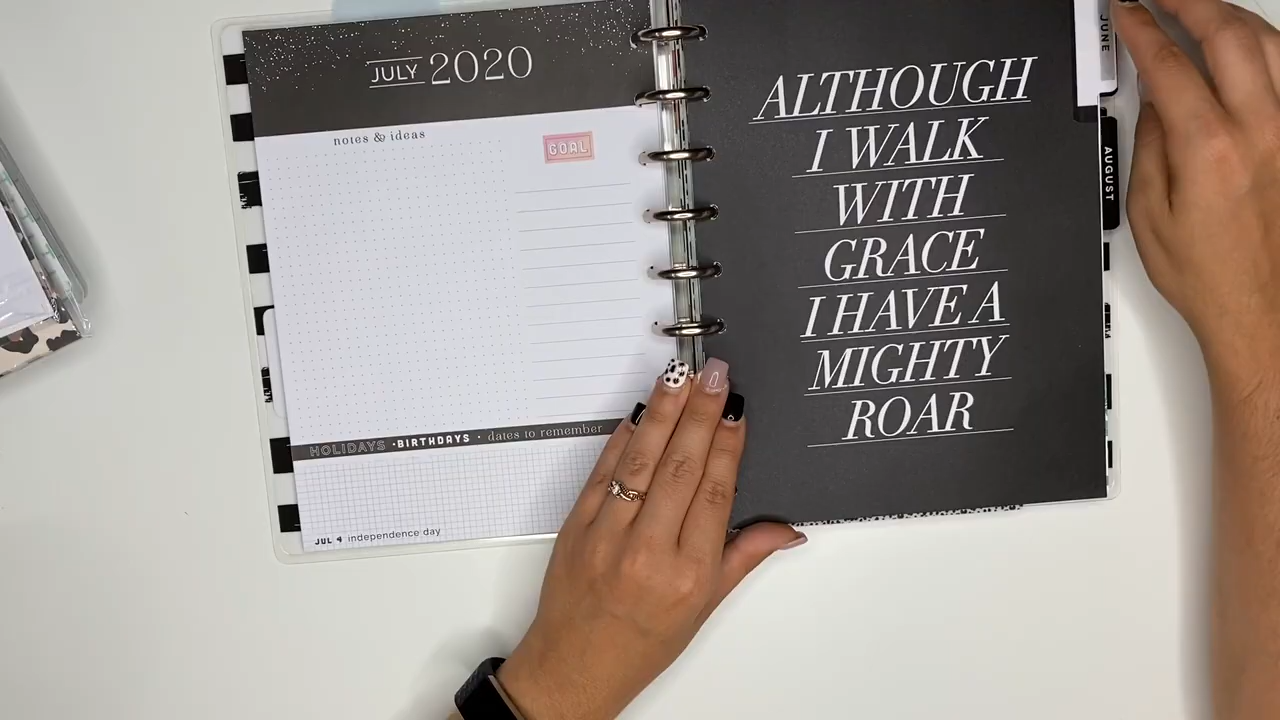 JULY 2020
notes & ideas
GOAL
HOLIDAYS • BIRTHDAYS • dates to remember
JUL 4 independence day
ALTHOUGH
I WALK
WITH
GRACE
I HAVE A
MIGHTY
ROAR
JUNE
AUGUST